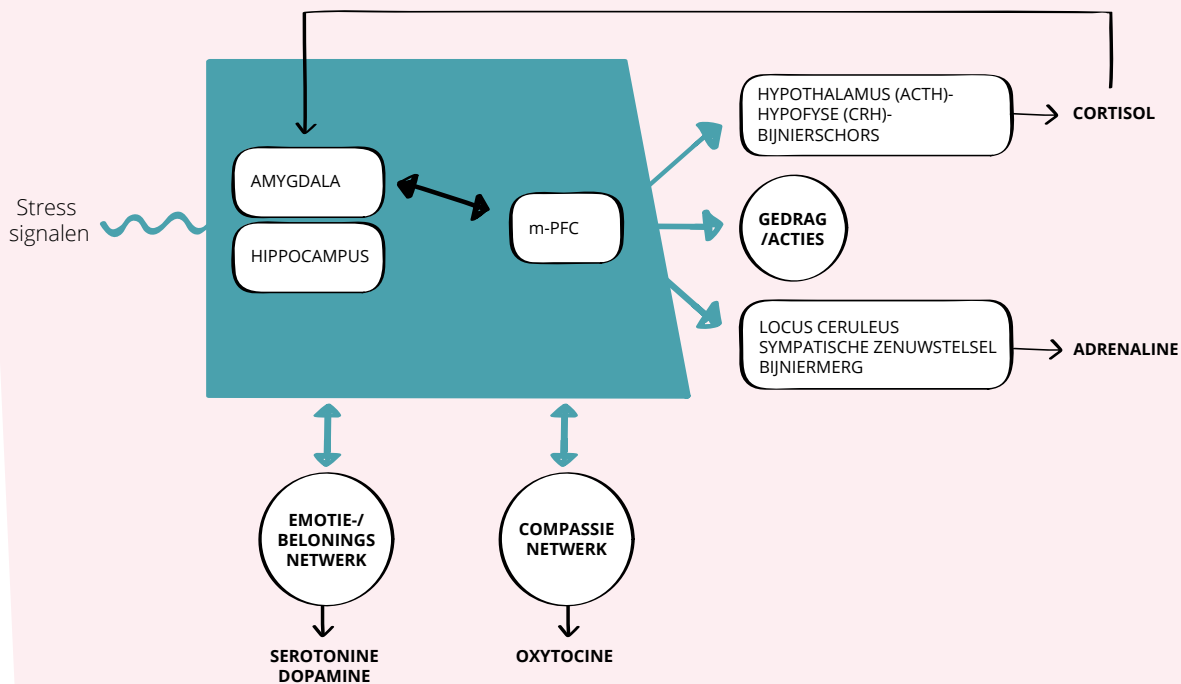 HYPOTHALAMUS (ACTH)-
HYPOFYSE (CRH)-
BIJNIERSCHORS
CORTISOL
AMYGDALA
Stress
signalen
HIPPOCAMPUS
m-PFC
GEDRAG
/ACTIES
LOCUS CERULEUS
SYMPATISCHE ZENUWSTELSEL
BIJNIERMERG
ADRENALINE
EMOTIE-/
BELONINGS
NETWERK
COMPASSIE
NETWERK
SEROTONINE
DOPAMINE
OXYTOCINE